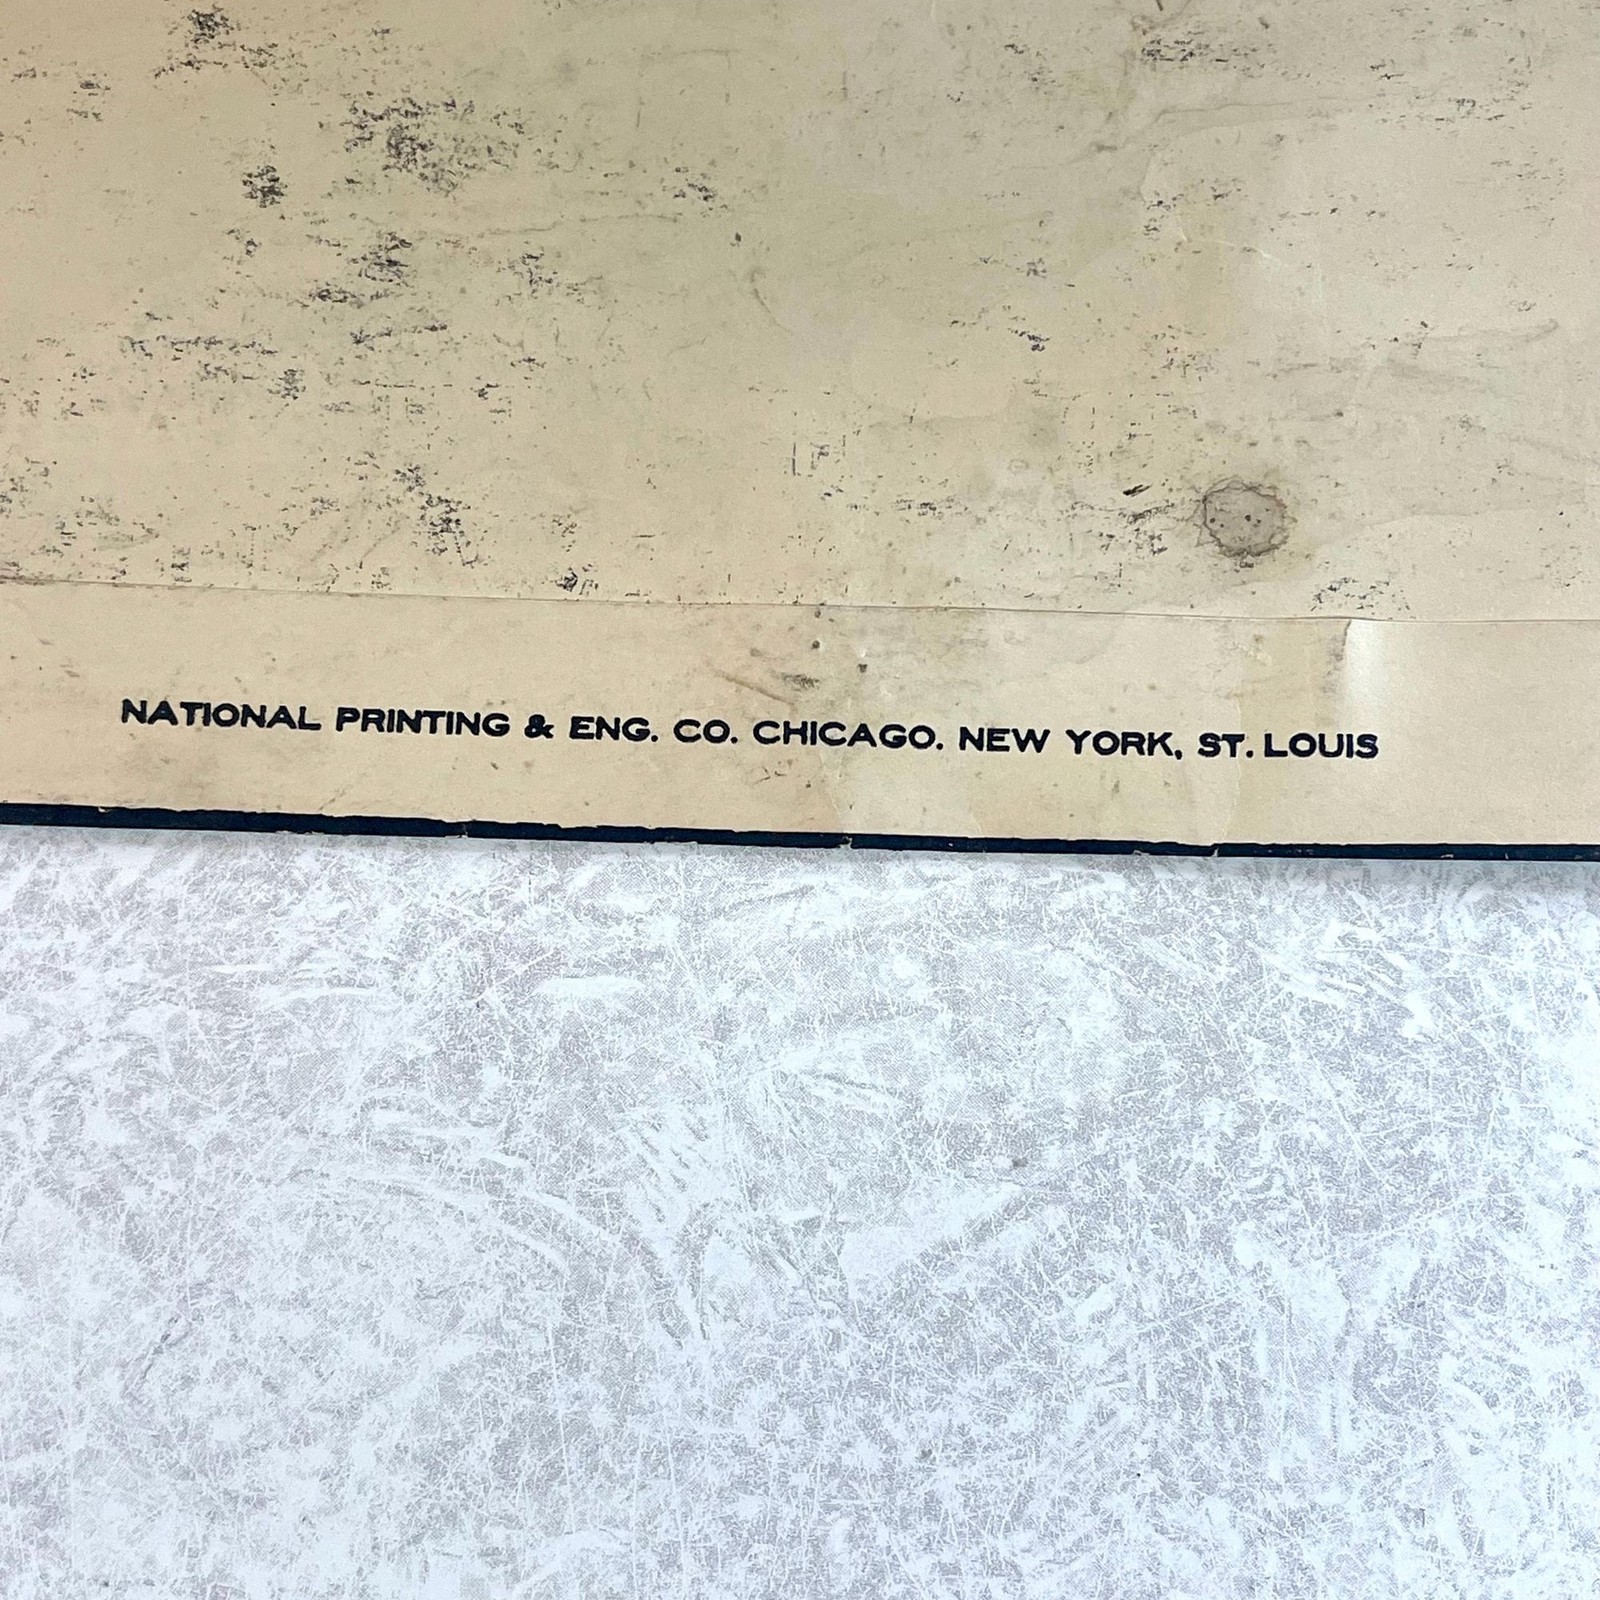 NATIONAL PRINTING & ENG. CO. CHICAGO. NEW YORK, ST. LOUIS